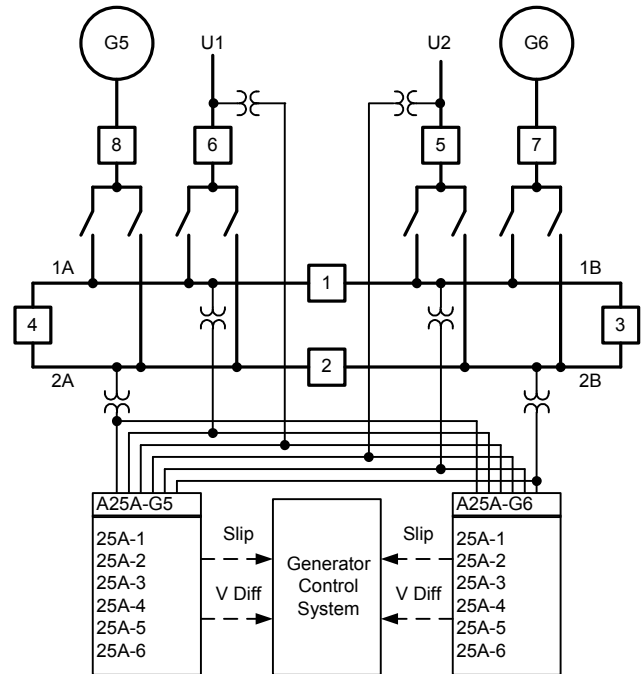 G5
U1
U2
G6
8
6
5
7
1A
1
1B
4
3
2A
2
2B
A25A-G5
A25A-G6
25A-1
25A-2
25A-3
25A-4
25A-5
25A-6
Slip
V Diff
Generator
Control
System
Slip
V Diff
25A-1
25A-2
25A-3
25A-4
25A-5
25A-6